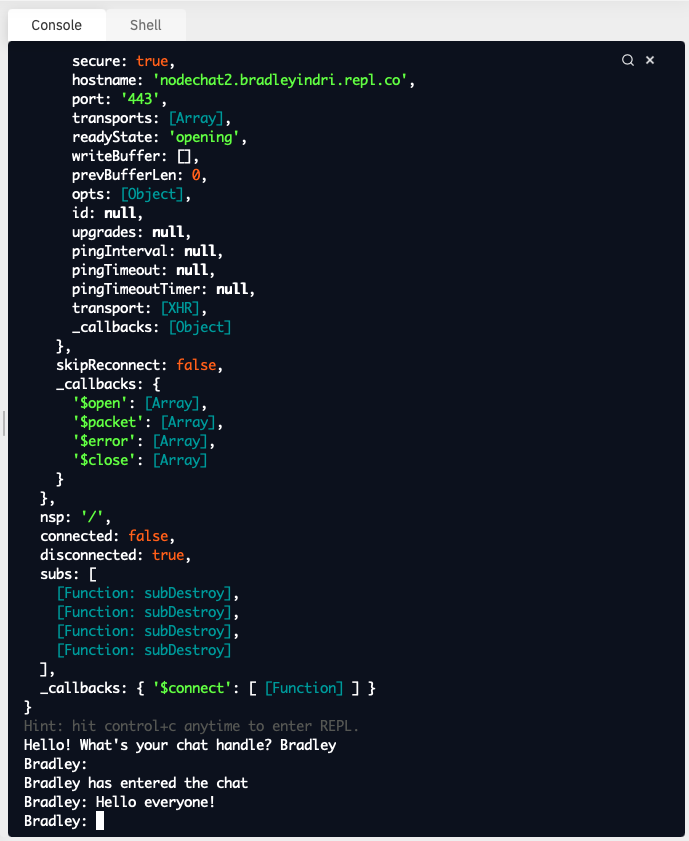 Console Shell
secure: true,
hostname: 'nodechat2.bradleyindri.repl.co',
port: '443',
transports: [Array],
readyState: 'opening',
writeBuffer: [],
prevBufferLen: 0,
opts: [Object],
id: null,
upgrades: null,
pingInterval: null,
pingTimeout: null,
pingTimeoutTimer: null,
transport: [XHR],
_callbacks: [Object]
},
skipReconnect: false,
_callbacks: {
'$open': [Array],
'$packet': [Array],
'$error': [Array],
'$close': [Array]
}
},
nsp: '/',
connected: false,
disconnected: true,
subs: [
[Function: subDestroy],
[Function: subDestroy],
[Function: subDestroy],
[Function: subDestroy]
],
_callbacks: { '$connect': [ [Function] ] }
}
Hint: hit control+c anytime to enter REPL.
Hello! What's your chat handle? Bradley
Bradley:
Bradley has entered the chat
Bradley: Hello everyone!
Bradley: